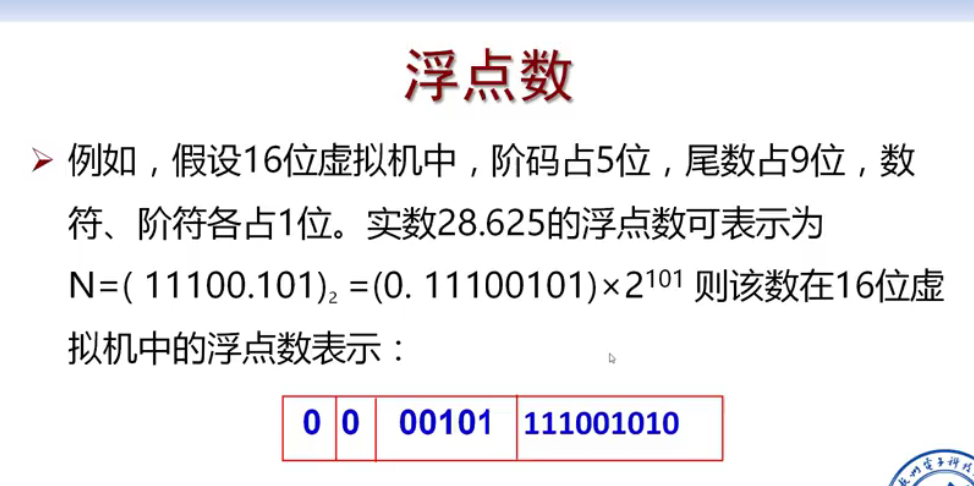 浮点数
例如，假设16位虚拟机中，阶码占5位，尾数占9位，数
符、阶符各占1位。实数28.625的浮点数可表示为
N=( 11100.101)₂ =(0. 11100101)×2¹⁰¹ 则该数在16位虚
拟机中的浮点数表示：
0 0 00101 111001010